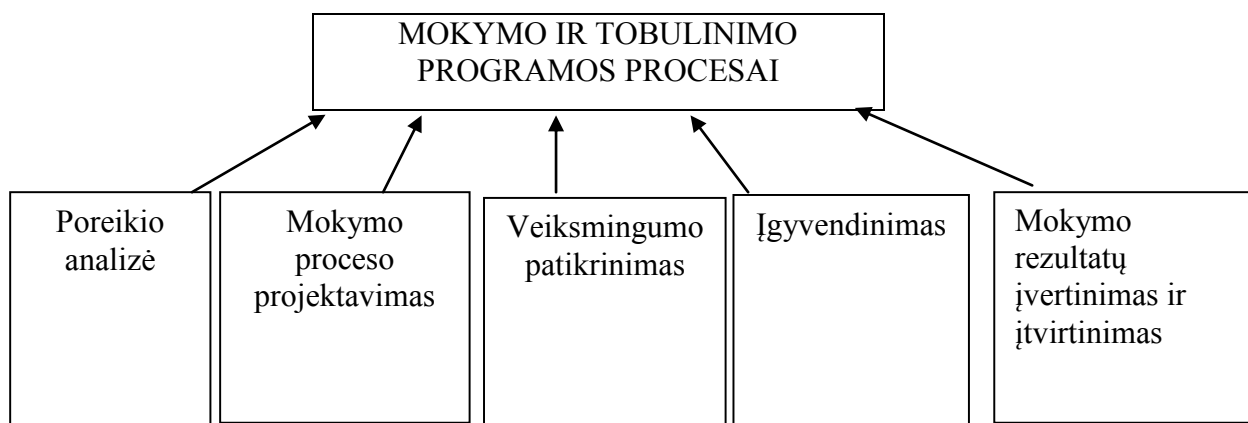 MOKYMO IR TOBULINIMO
PROGRAMOS PROCESAI
Poreikio
analizė
Mokymo
proceso
projektavimas
Veiksmingumo
patikrinimas
Įgyvendinimas
Mokymo
rezultatų
įvertinimas ir
įtvirtinimas